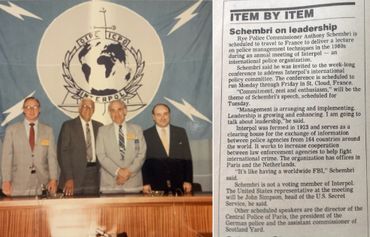 OIPC ICPO
INTERPOL
ITEM BY ITEM
Schembri on leadership
Rye Police Commissioner Anthony Schembri is
scheduled to travel to France to deliver a lecture
on police management techniques in the 1980s
during an annual meeting of Interpol — an
international police organization.
Schembri said he was invited to the week-long
conference to address Interpol's international
policy committee. The conference is scheduled to
run Monday through Friday in St. Cloud, France.
"Commitment, zest and enthusiasm," will be the
theme of Schembri's speech, scheduled for
Tuesday.
"Management is arranging and implementing.
Leadership is growing and enhancing. I am going
to talk about leadership," he said.
Interpol was formed in 1923 and serves as a
clearing house for the exchange of information
between police agencies from 164 countries around
the world. It works to increase cooperation
between law enforcement agencies to help fight
international crime. The organization has offices in
Paris and the Netherlands.
"It's like having a worldwide FBI," Schembri
said.
Schembri is not a voting member of Interpol.
The United States representative at the meeting
will be John Simpson, head of the U.S. Secret
Service, he said.
Other scheduled speakers are the director of the
Central Police of Paris, the president of the
German police and the assistant commissioner of
Scotland Yard.